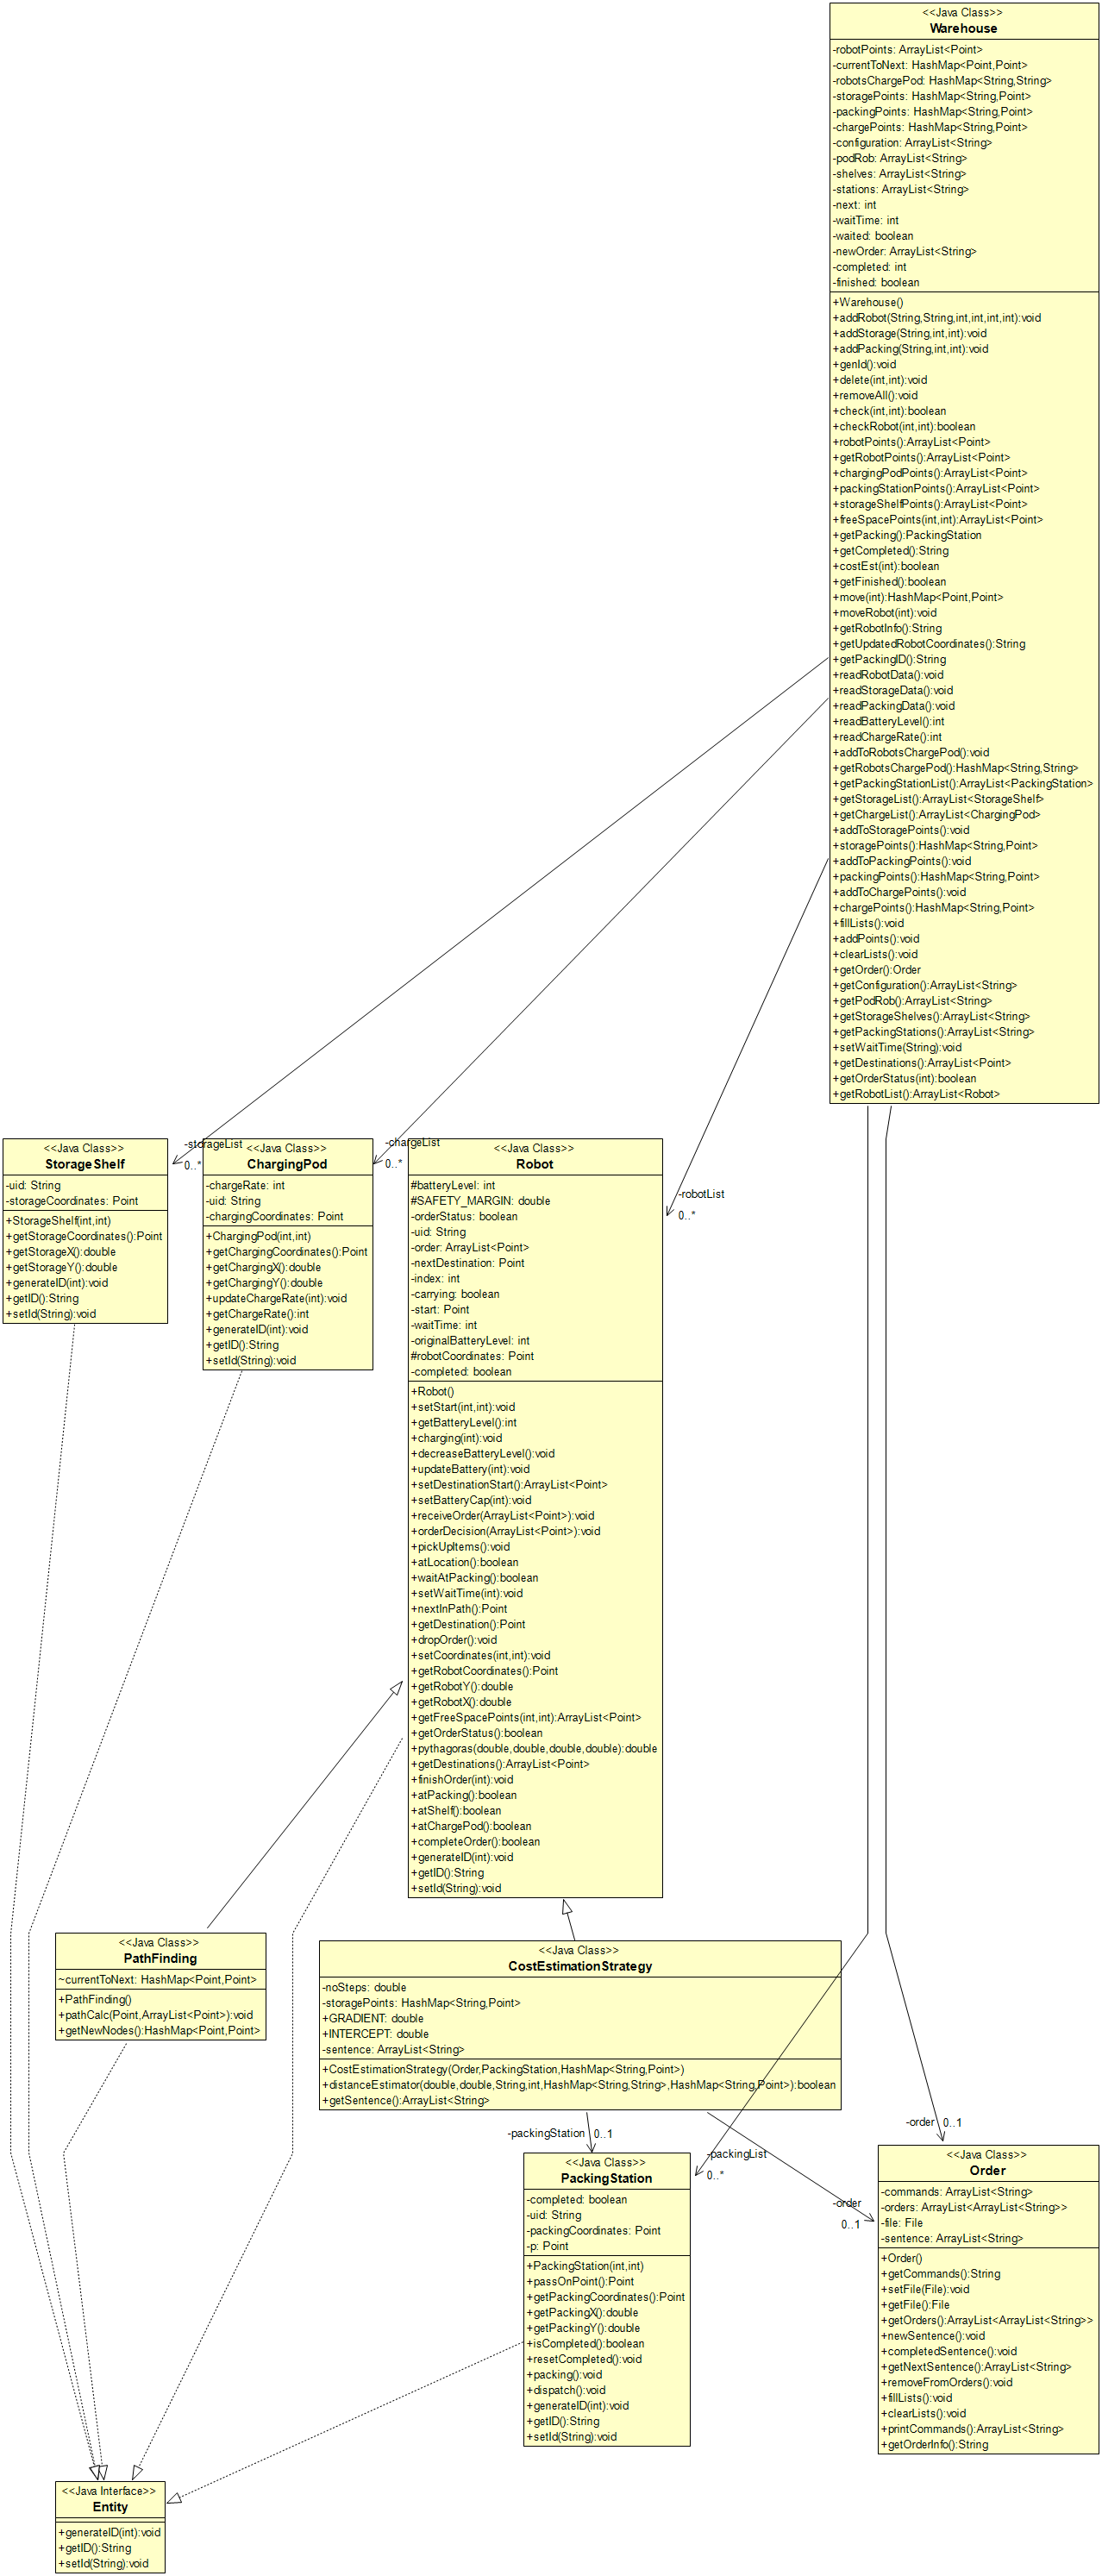 <<Java Class>>
Warehouse
-robotPoints: ArrayList<Point>
-currentToNext: HashMap<Point,Point>
-robotsChargePod: HashMap<String,String>
-storagePoints: HashMap<String,Point>
-packingPoints: HashMap<String,Point>
-chargePoints: HashMap<String,Point>
-configuration: ArrayList<String>
-podRob: ArrayList<String>
-shelves: ArrayList<String>
-stations: ArrayList<String>
-next: int
-waitTime: int
-waited: boolean
-newOrder: ArrayList<String>
-completed: int
-finished: boolean
+Warehouse()
+addRobot(String,String,int,int,int,int):void
+addStorage(String,int,int):void
+addPacking(String,int,int):void
+genId():void
+delete(int,int):void
+removeAll():void
+check(int,int):boolean
+checkRobot(int,int):boolean
+robotPoints():ArrayList<Point>
+getRobotPoints():ArrayList<Point>
+chargingPodPoints():ArrayList<Point>
+packingStationPoints():ArrayList<Point>
+storageShelfPoints():ArrayList<Point>
+freeSpacePoints(int,int):ArrayList<Point>
+getPacking():PackingStation
+getCompleted():String
+costEst(int):boolean
+getFinished():boolean
+move(int):HashMap<Point,Point>
+moveRobot(int):void
+getRobotInfo():String
+getUpdatedRobotCoordinates():String
+getPackingID():String
+readRobotData():void
+readStorageData():void
+readPackingData():void
+readBatteryLevel():int
+readChargeRate():int
+addToRobotsChargePod():void
+getRobotsChargePod():HashMap<String,String>
+getPackingStationList():ArrayList<PackingStation>
+getStorageList():ArrayList<StorageShelf>
+getChargeList():ArrayList<ChargingPod>
+addToStoragePoints():void
+storagePoints():HashMap<String,Point>
+addToPackingPoints():void
+packingPoints():HashMap<String,Point>
+addToChargePoints():void
+chargePoints():HashMap<String,Point>
+fillLists():void
+addPoints():void
+clearLists():void
+getOrder():Order
+getConfiguration():ArrayList<String>
+getPodRob():ArrayList<String>
+getStorageShelves():ArrayList<String>
+getPackingStations():ArrayList<String>
+setWaitTime(String):void
+getDestinations():ArrayList<Point>
+getOrderStatus(int):boolean
+getRobotList():ArrayList<Robot>
-storageList
0..*
-chargeList
0..*
-robotList
0..*
<<Java Class>>
StorageShelf
-uid: String
-storageCoordinates: Point
+StorageShelf(int,int)
+getStorageCoordinates():Point
+getStorageX():double
+getStorageY():double
+generateID(int):void
+getID():String
+setId(String):void
<<Java Class>>
ChargingPod
-chargeRate: int
-uid: String
-chargingCoordinates: Point
+ChargingPod(int,int)
+getChargingCoordinates():Point
+getChargingX():double
+getChargingY():double
+updateChargeRate(int):void
+getChargeRate():int
+generateID(int):void
+getID():String
+setId(String):void
<<Java Class>>
Robot
#batteryLevel: int
#SAFETY_MARGIN: double
-orderStatus: boolean
-uid: String
-order: ArrayList<Point>
-nextDestination: Point
-index: int
-carrying: boolean
-start: Point
-waitTime: int
-originalBatteryLevel: int
#robotCoordinates: Point
-completed: boolean
+Robot()
+setStart(int,int):void
+getBatteryLevel():int
+charging(int):void
+decreaseBatteryLevel():void
+updateBattery(int):void
+setDestinationStart():ArrayList<Point>
+setBatteryCap(int):void
+receiveOrder(ArrayList<Point>):void
+orderDecision(ArrayList<Point>):void
+pickUpItems():void
+atLocation():boolean
+waitAtPacking():boolean
+setWaitTime(int):void
+nextInPath():Point
+getDestination():Point
+dropOrder():void
+setCoordinates(int,int):void
+getRobotCoordinates():Point
+getRobotY():double
+getRobotX():double
+getFreeSpacePoints(int,int):ArrayList<Point>
+getOrderStatus():boolean
+pythagoras(double,double,double,double):double
+getDestinations():ArrayList<Point>
+finishOrder(int):void
+atPacking():boolean
+atShelf():boolean
+atChargePod():boolean
+completeOrder():boolean
+generateID(int):void
+getID():String
+setId(String):void
<<Java Class>>
PathFinding
~currentToNext: HashMap<Point,Point>
+PathFinding()
+pathCalc(Point,ArrayList<Point>):void
+getNewNodes():HashMap<Point,Point>
<<Java Class>>
CostEstimationStrategy
-noSteps: double
-storagePoints: HashMap<String,Point>
+GRADIENT: double
+INTERCEPT: double
-sentence: ArrayList<String>
+CostEstimationStrategy(Order,PackingStation,HashMap<String,Point>)
+distanceEstimator(double,double,String,int,HashMap<String,String>,HashMap<String,Point>):boolean
+getSentence():ArrayList<String>
-packingStation
0..1
-packingList
0..*
-order
0..1
-order
0..1
<<Java Class>>
PackingStation
-completed: boolean
-uid: String
-packingCoordinates: Point
-p: Point
+PackingStation(int,int)
+passOnPoint():Point
+getPackingCoordinates():Point
+getPackingX():double
+getPackingY():double
+isCompleted():boolean
+resetCompleted():void
+packing():void
+dispatch():void
+generateID(int):void
+getID():String
+setId(String):void
<<Java Class>>
Order
-commands: ArrayList<String>
-orders: ArrayList<ArrayList<String>>
-file: File
-sentence: ArrayList<String>
+Order()
+getCommands():String
+setFile(File):void
+getFile():File
+getOrders():ArrayList<ArrayList<String>>
+newSentence():void
+completedSentence():void
+getNextSentence():ArrayList<String>
+removeFromOrders():void
+fillLists():void
+clearLists():void
+printCommands():ArrayList<String>
+getOrderInfo():String
<<Java Interface>>
Entity
+generateID(int):void
+getID():String
+setId(String):void